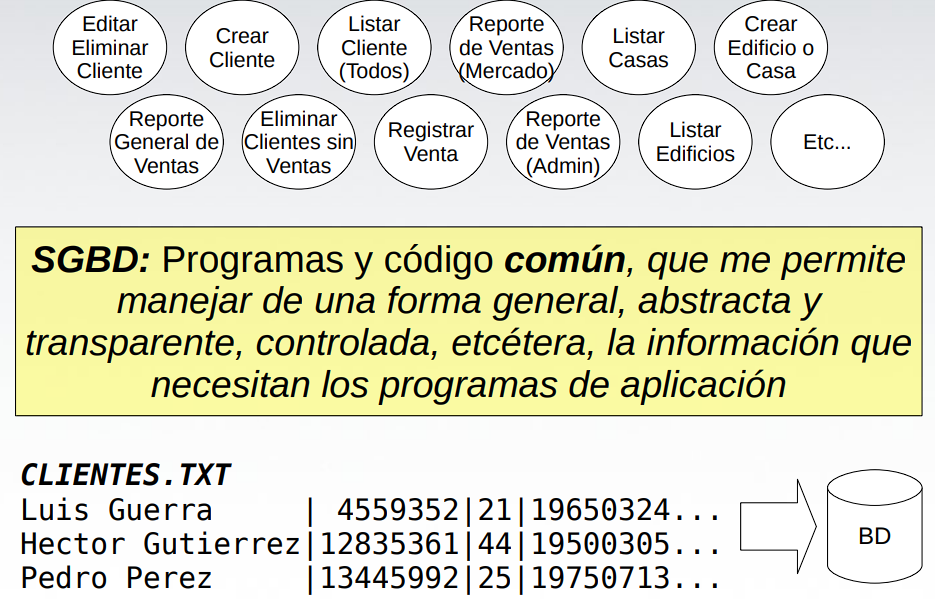 Editar
Eliminar
Cliente
Crear
Cliente
Listar
Cliente
(Todos)
Reporte
de Ventas
(Mercado)
Listar
Casas
Crear
Edificio o
Casa
Reporte
General de
Ventas
Eliminar
Clientes sin
Ventas
Registrar
Venta
Reporte
de Ventas
(Admin)
Listar
Edificios
Etc...
SGBD: Programas y código común, que me permite
manejar de una forma general, abstracta y
transparente, controlada, etcétera, la información que
necesitan los programas de aplicación
CLIENTES.TXT
Luis Guerra     | 4559352|21|19650324...
Hector Gutierrez|12835361|44|19500305...
Pedro Perez     |13445992|25|19750713...
BD